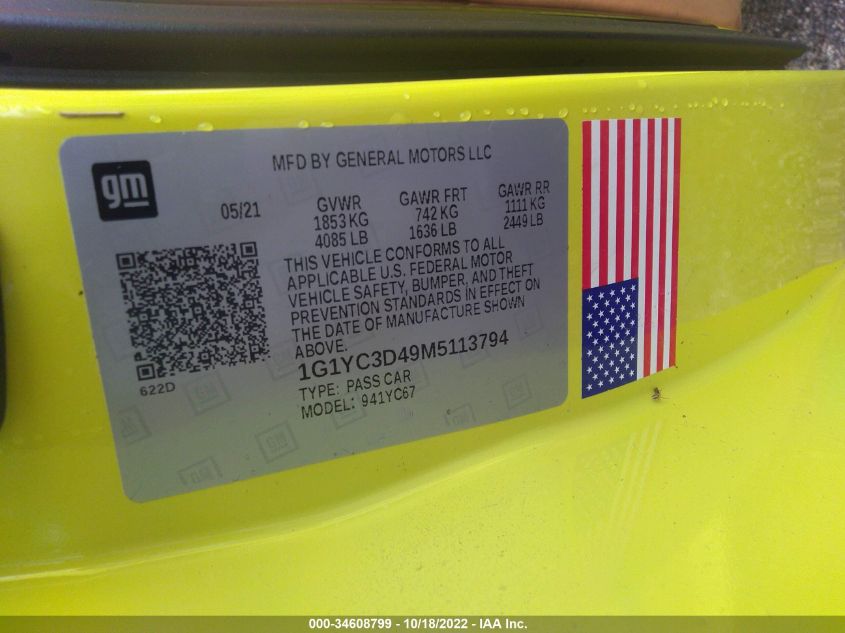 gm
MFD BY GENERAL MOTORS LLC
05/21
GVWR
1853 KG
4085 LB
GAWR FRT
742 KG
1636 LB
GAWR RR
1111 KG
2449 LB
THIS VEHICLE CONFORMS TO ALL
APPLICABLE U.S. FEDERAL MOTOR
VEHICLE SAFETY, BUMPER, AND THEFT
PREVENTION STANDARDS IN EFFECT ON
THE DATE OF MANUFACTURE SHOWN
ABOVE.
1G1YC3D49M5113794
622D
TYPE: PASS CAR
MODEL: 941YC67
000-34608799 - 10/18/2022 - IAA Inc.